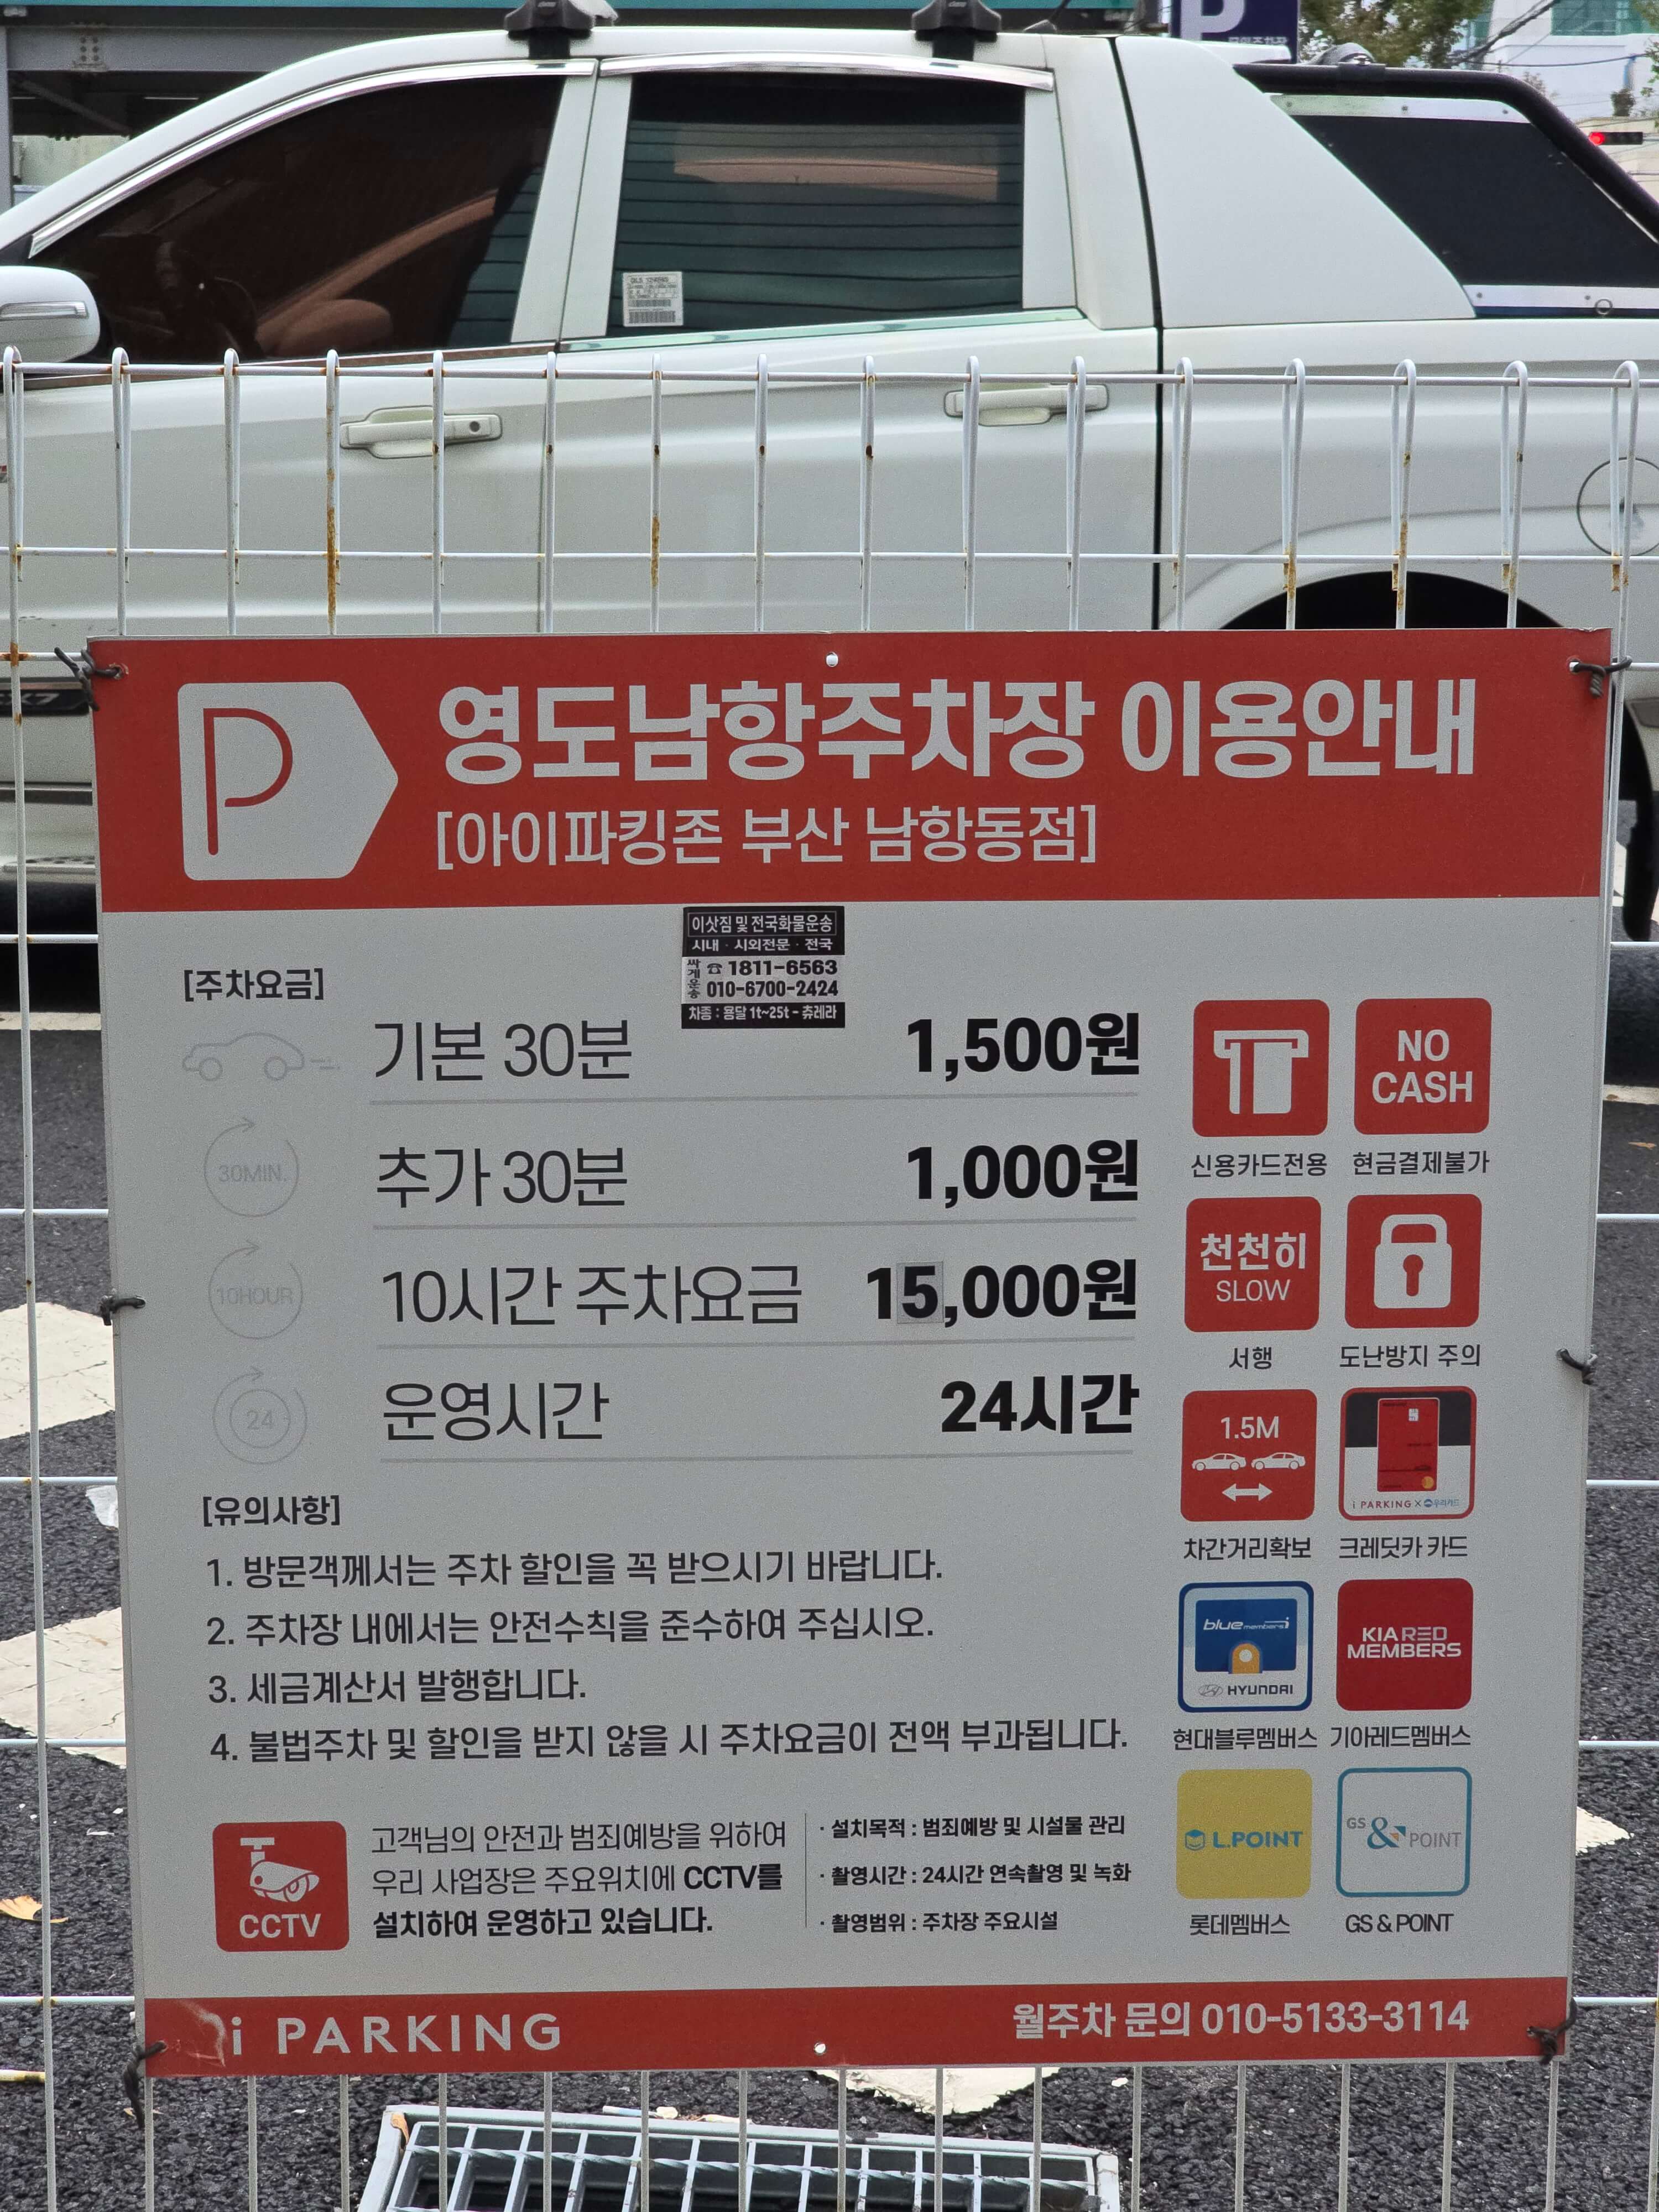 영도남항주차장 이용안내
[아이파킹존 부산 남항동점]
이삿짐 및 전국화물운송
시내 · 시외전문 · 전국
싸게운송
☎ 1811-6563
010-6700-2424
차종 : 용달 1t~25t - 츄레라
[주차요금]
기본 30분 1,500원
30MIN.
추가 30분 1,000원
10HOUR
10시간 주차요금 15,000원
24
운영시간 24시간
NO
CASH
신용카드전용 현금결제불가
천천히
SLOW
서행 도난방지 주의
1.5M
i PARKING X 우리카드
차간거리확보 크레딧카 카드
blue members
HYUNDAI
KIA RED
MEMBERS
현대블루멤버스 기아레드멤버스
L.POINT
GS & POINT
롯데멤버스 GS & POINT
[유의사항]
1. 방문객께서는 주차 할인을 꼭 받으시기 바랍니다.
2. 주차장 내에서는 안전수칙을 준수하여 주십시오.
3. 세금계산서 발행합니다.
4. 불법주차 및 할인을 받지 않을 시 주차요금이 전액 부과됩니다.
CCTV
고객님의 안전과 범죄예방을 위하여
우리 사업장은 주요위치에 CCTV를
설치하여 운영하고 있습니다.
· 설치목적 : 범죄예방 및 시설물 관리
· 촬영시간 : 24시간 연속촬영 및 녹화
· 촬영범위 : 주차장 주요시설
i PARKING
월주차 문의 010-5133-3114